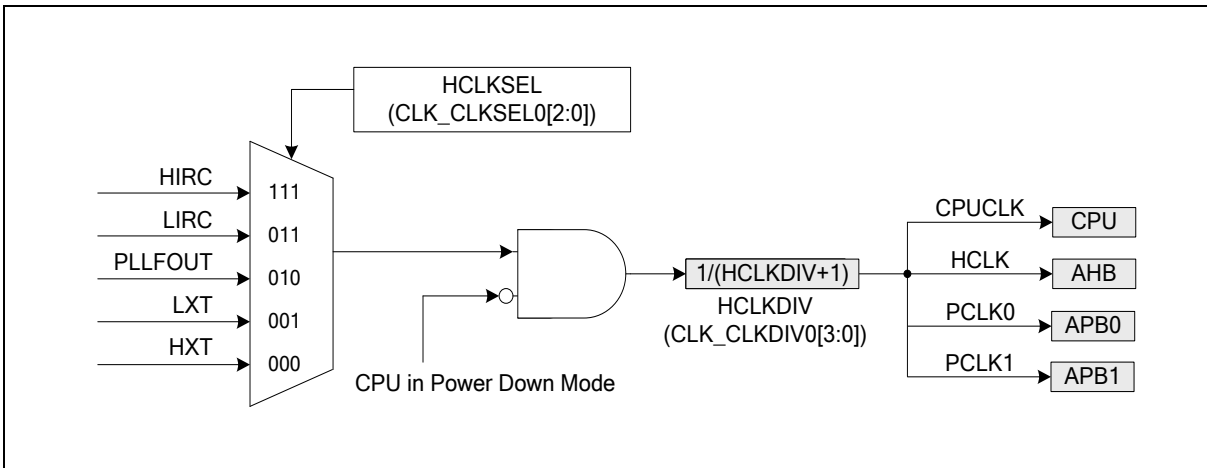 HCLKSEL
(CLK_CLKSEL0[2:0])
HIRC
111
LIRC
011
PLLFOUT
010
LXT
001
HXT
000
CPU in Power Down Mode
1/(HCLKDIV+1)
HCLKDIV
(CLK_CLKDIV0[3:0])
CPUCLK
CPU
HCLK
AHB
PCLK0
APB0
PCLK1
APB1